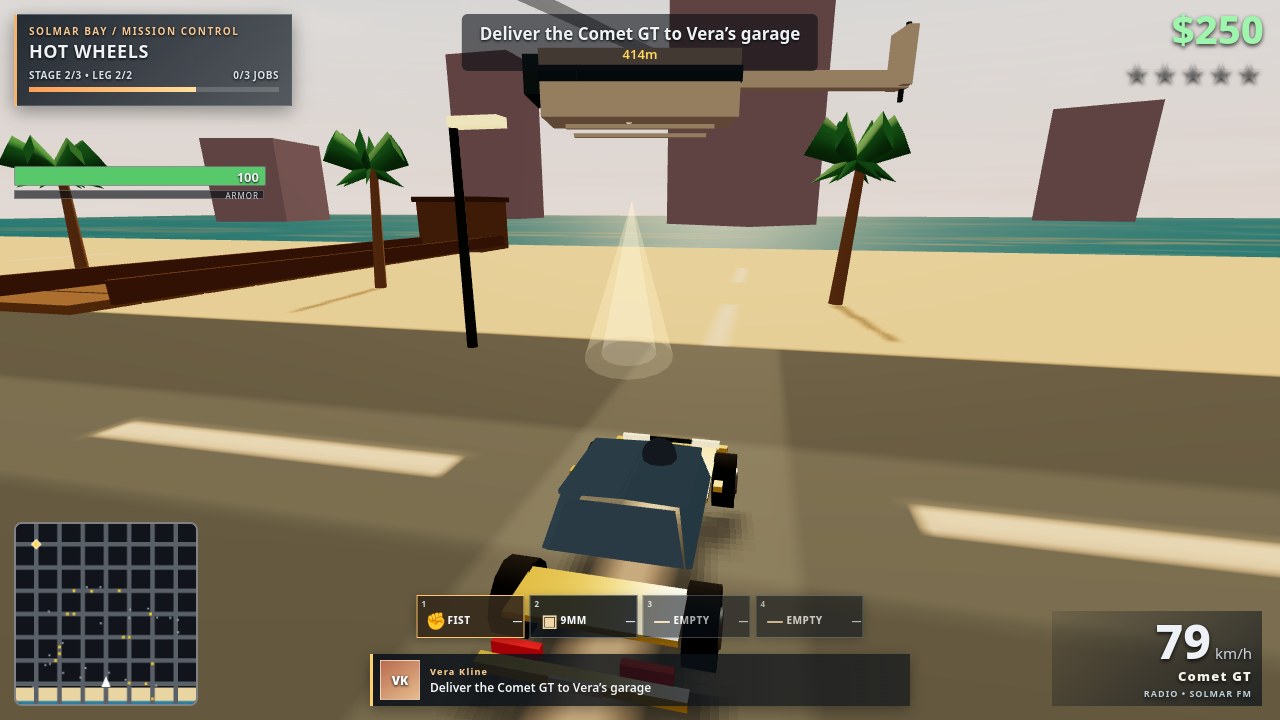 SOLMAR BAY / MISSION CONTROL
HOT WHEELS
STAGE 2/3 • LEG 2/2
0/3 JOBS
Deliver the Comet GT to Vera’s garage
414m
$250
100
ARMOR
1
FIST
—
2
9MM
—
3
— EMPTY
—
4
— EMPTY
—
VK
Vera Kline
Deliver the Comet GT to Vera’s garage
79 km/h
Comet GT
RADIO • SOLMAR FM